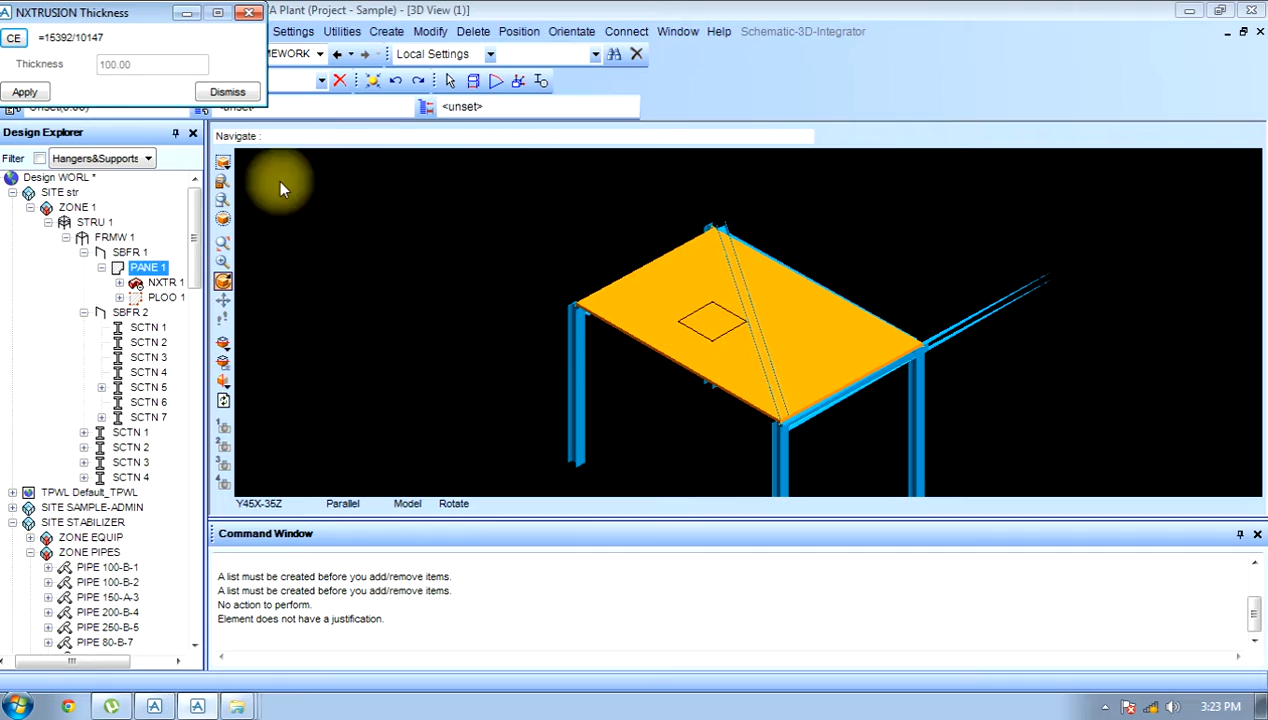 NXTRUSION Thickness
A Plant (Project - Sample) - [3D View (1)]
CE =15392/10147
Settings Utilities Create Modify Delete Position Orientate Connect Window Help Schematic-3D-Integrator
Thickness 100.00
Local Settings
Apply Dismiss
<unset>
Design Explorer
Navigate :
Filter Hangers&Supports
Design WORL *
SITE str
ZONE 1
STRU 1
FRMW 1
SBFR 1
PANE 1
NXTR 1
PLOO 1
SBFR 2
SCTN 1
SCTN 2
SCTN 3
SCTN 4
SCTN 5
SCTN 6
SCTN 7
SCTN 1
SCTN 2
SCTN 3
SCTN 4
TPWL Default_TPWL
SITE SAMPLE-ADMIN
SITE STABILIZER
ZONE EQUIP
ZONE PIPES
PIPE 100-B-1
PIPE 100-B-2
PIPE 150-A-3
PIPE 200-B-4
PIPE 250-B-5
PIPE 80-B-7
Y45X-35Z Parallel Model Rotate
Command Window
A list must be created before you add/remove items.
A list must be created before you add/remove items.
No action to perform.
Element does not have a justification.
3:23 PM